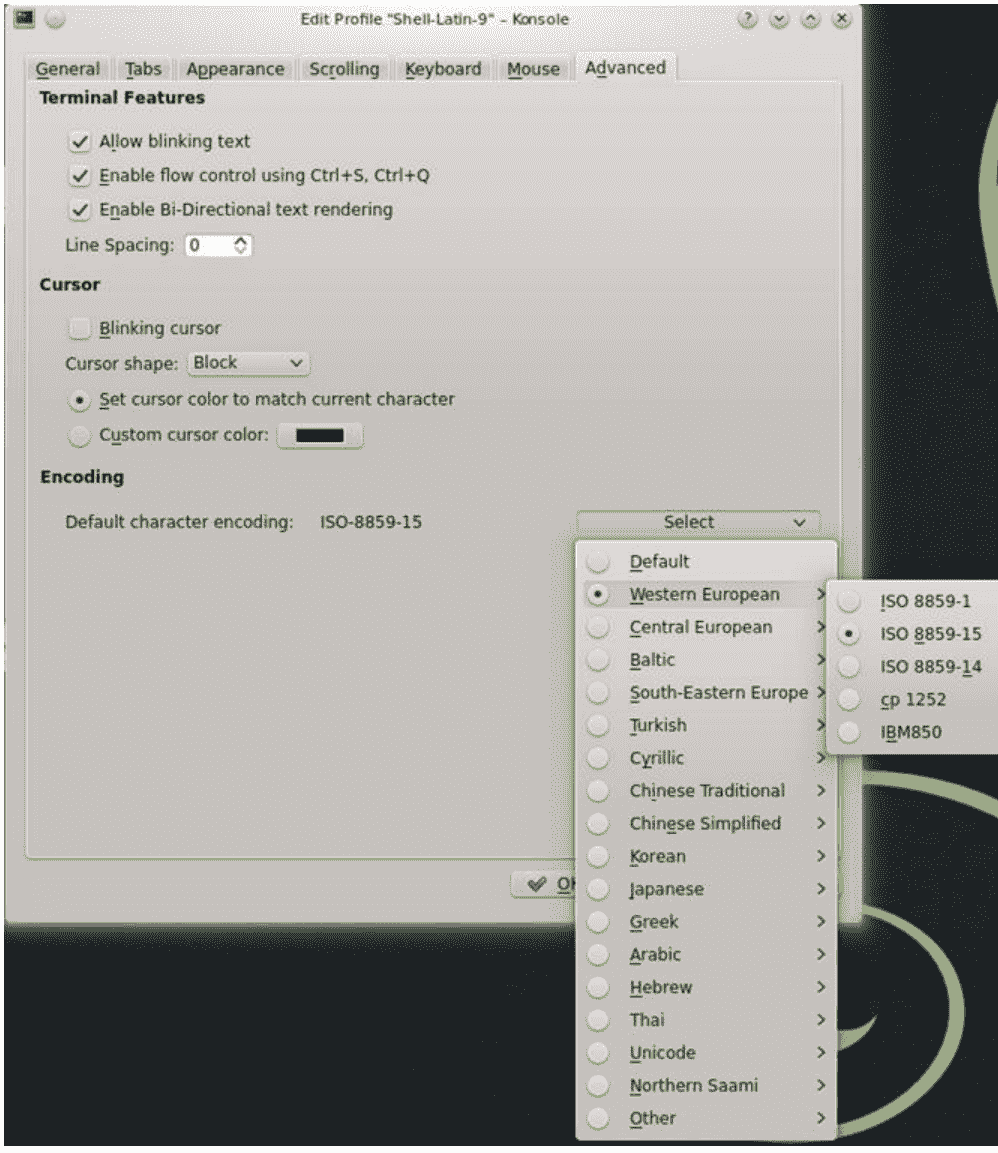 Edit Profile "Shell-Latin-9" – Konsole
General Tabs Appearance Scrolling Keyboard Mouse Advanced
Terminal Features
Allow blinking text
Enable flow control using Ctrl+S, Ctrl+Q
Enable Bi-Directional text rendering
Line Spacing: 0
Cursor
Blinking cursor
Cursor shape: Block
Set cursor color to match current character
Custom cursor color:
Encoding
Default character encoding: ISO-8859-15 Select
Default
Western European
Central European
Baltic
South-Eastern Europe
Turkish
Cyrillic
Chinese Traditional
Chinese Simplified
Korean
Japanese
Greek
Arabic
Hebrew
Thai
Unicode
Northern Saami
Other
ISO 8859-1
ISO 8859-15
ISO 8859-14
cp 1252
IBM850